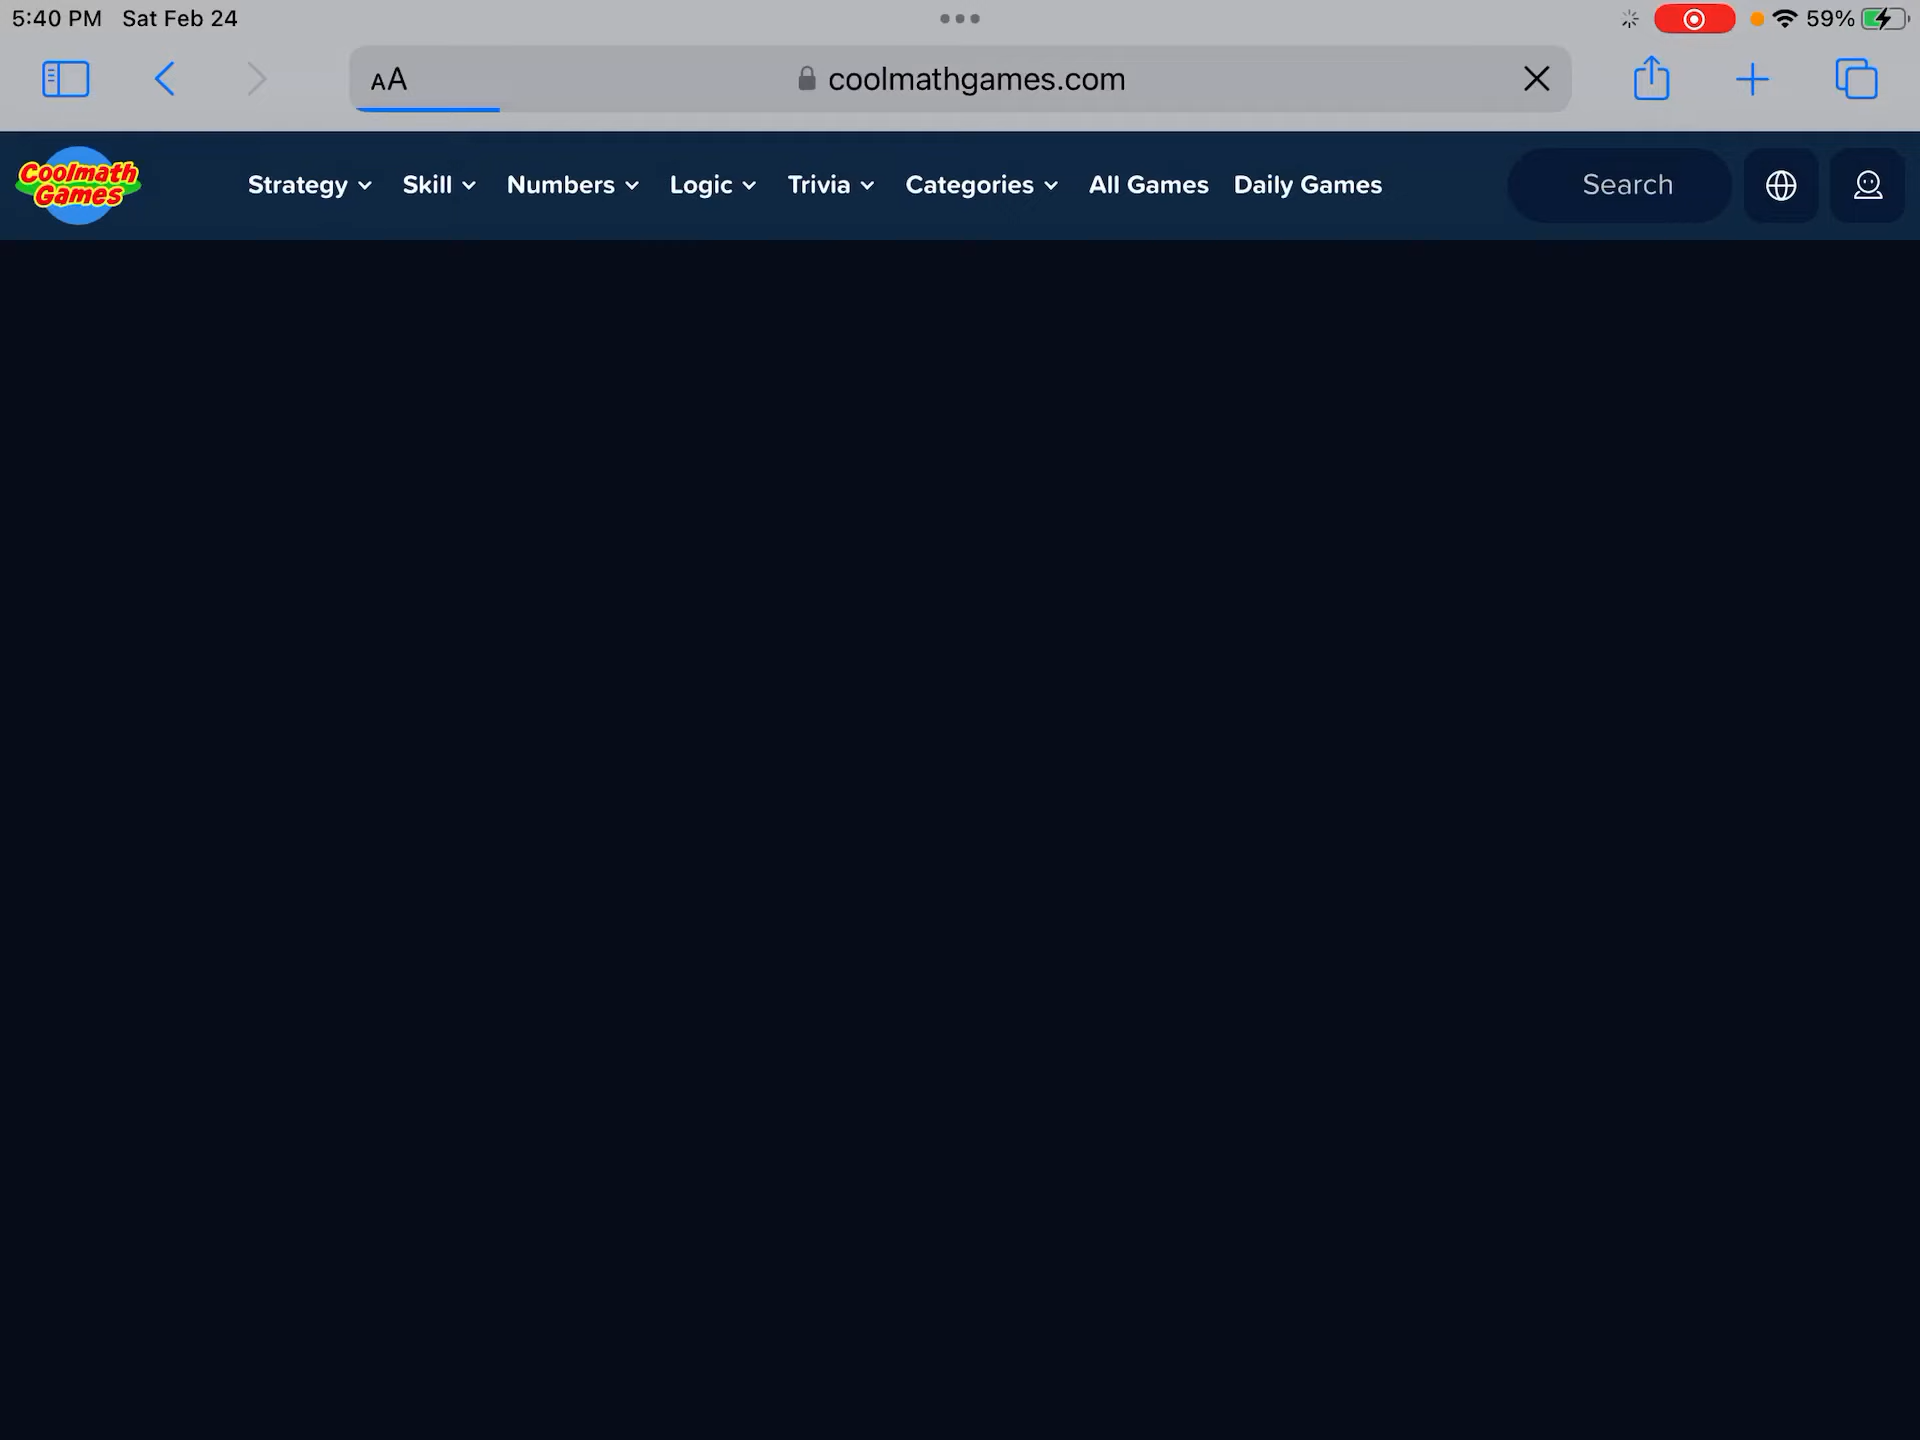 5:40 PM Sat Feb 24
59%
AA
coolmathgames.com
Coolmath
Games
Strategy
Skill
Numbers
Logic
Trivia
Categories
All Games
Daily Games
Search